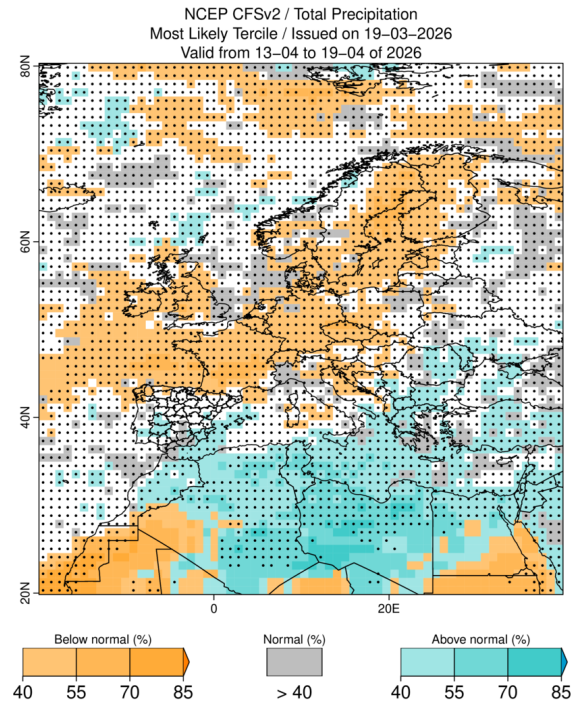 NCEP CFSv2 / Total Precipitation
Most Likely Tercile / Issued on 19−03−2026
Valid from 13−04 to 19−04 of 2026
80N
60N
40N
20N
0 20E
Below normal (%) Normal (%) Above normal (%)
40 55 70 85 > 40 40 55 70 85